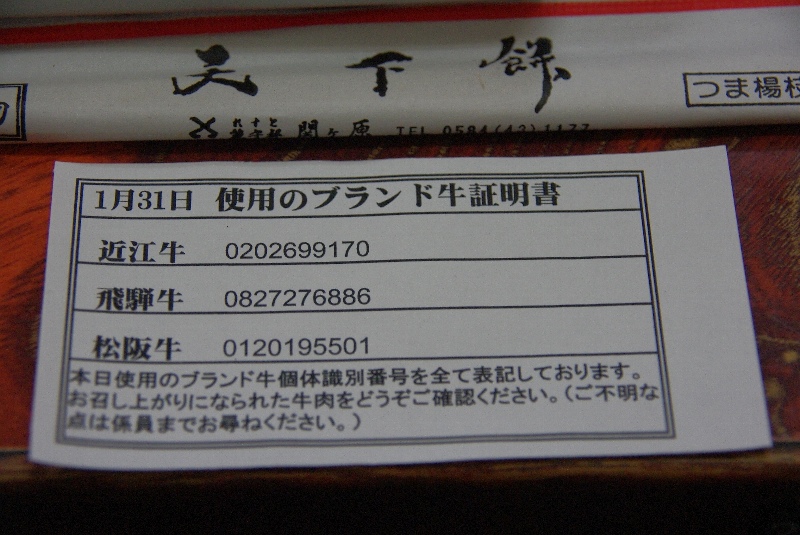 天下餅
つま楊枝
れすと
関ヶ原 TEL 0584(43)1177
1月31日 使用のブランド牛証明書
近江牛 0202699170
飛騨牛 0827276886
松阪牛 0120195501
本日使用のブランド牛個体識別番号を全て表記しております。
お召し上がりになられた牛肉をどうぞご確認ください。(ご不明な
点は係員までお尋ねください。)